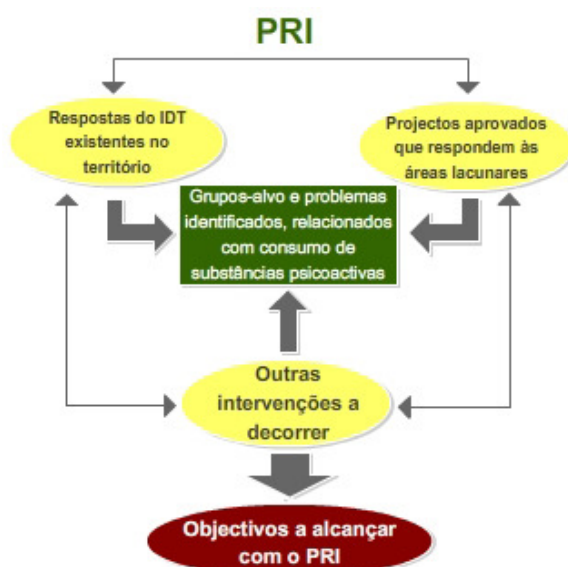 PRI
Respostas do IDT
existentes no
território
Projectos aprovados
que respondem às
áreas lacunares
Grupos-alvo e problemas
identificados, relacionados
com consumo de
substâncias psicoactivas
Outras
intervenções a
decorrer
Objectivos a alcançar
com o PRI